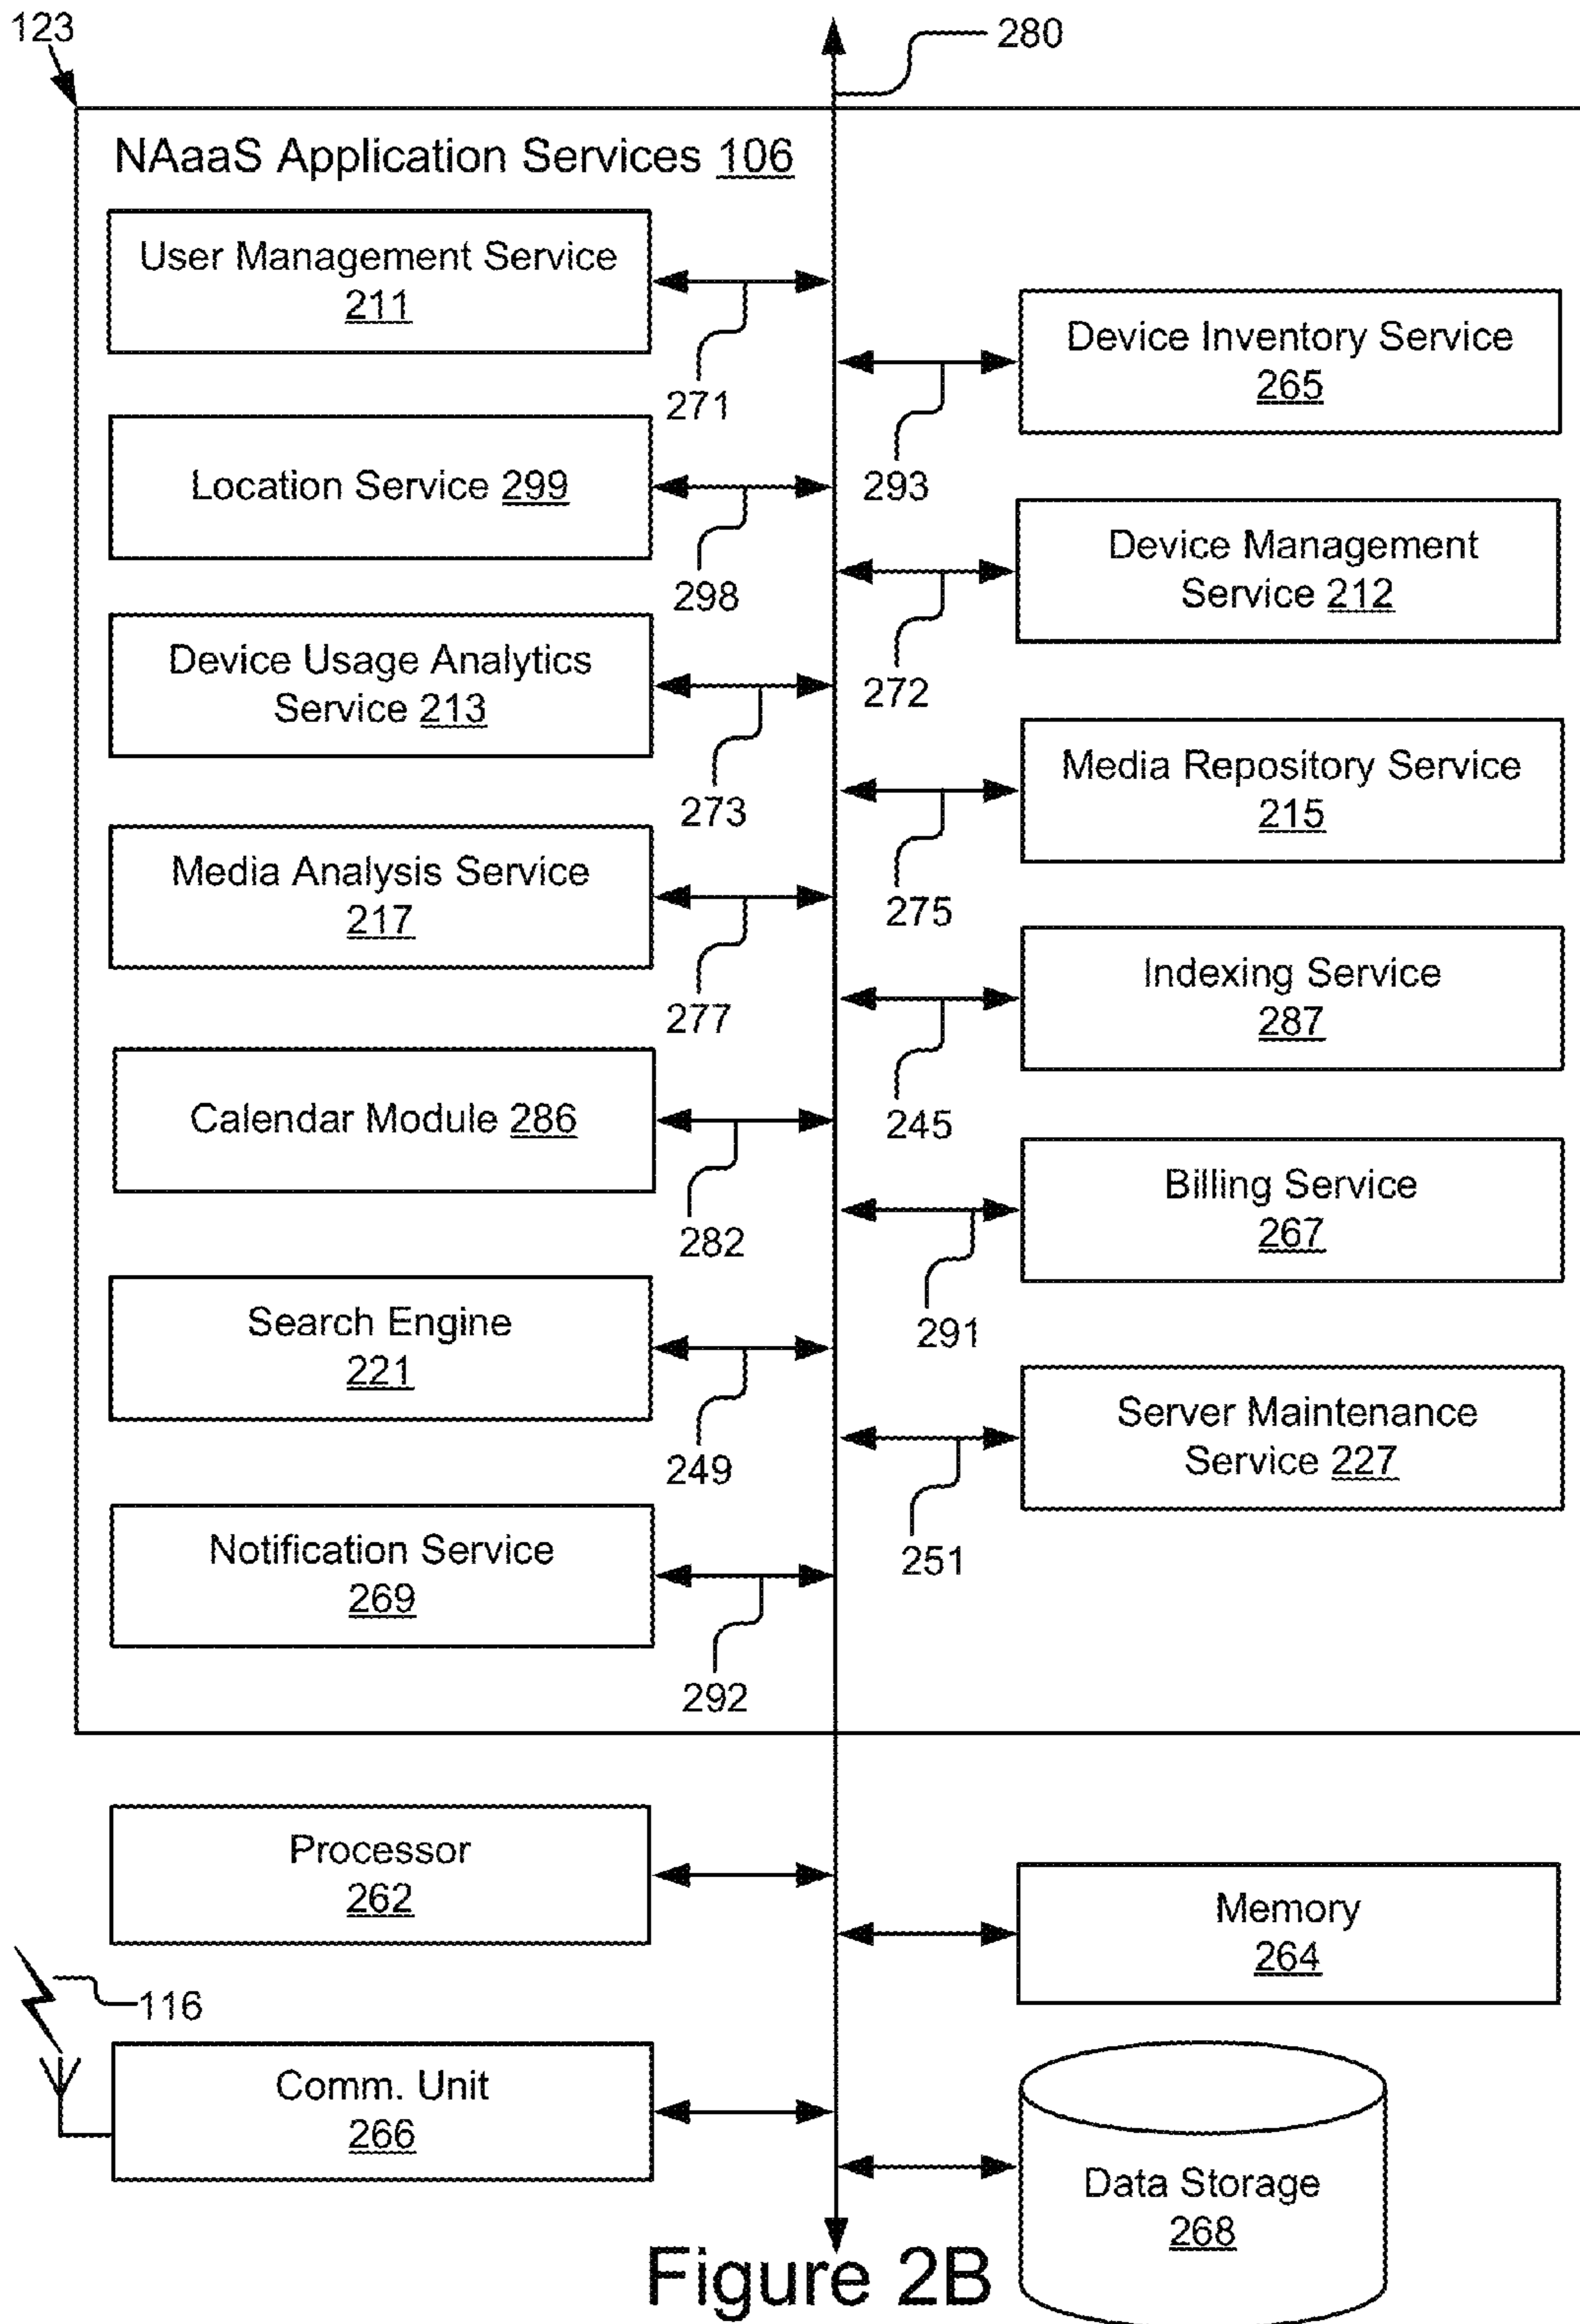 123
280
NAaaS Application Services 106
User Management Service
211
271
Device Inventory Service
265
293
Location Service 299
298
Device Management
Service 212
272
Device Usage Analytics
Service 213
273
Media Repository Service
215
275
Media Analysis Service
217
277
Indexing Service
287
245
Calendar Module 286
282
Billing Service
267
291
Search Engine
221
249
Server Maintenance
Service 227
251
Notification Service
269
292
Processor
262
Memory
264
116
Comm. Unit
266
Data Storage
268
Figure 2B